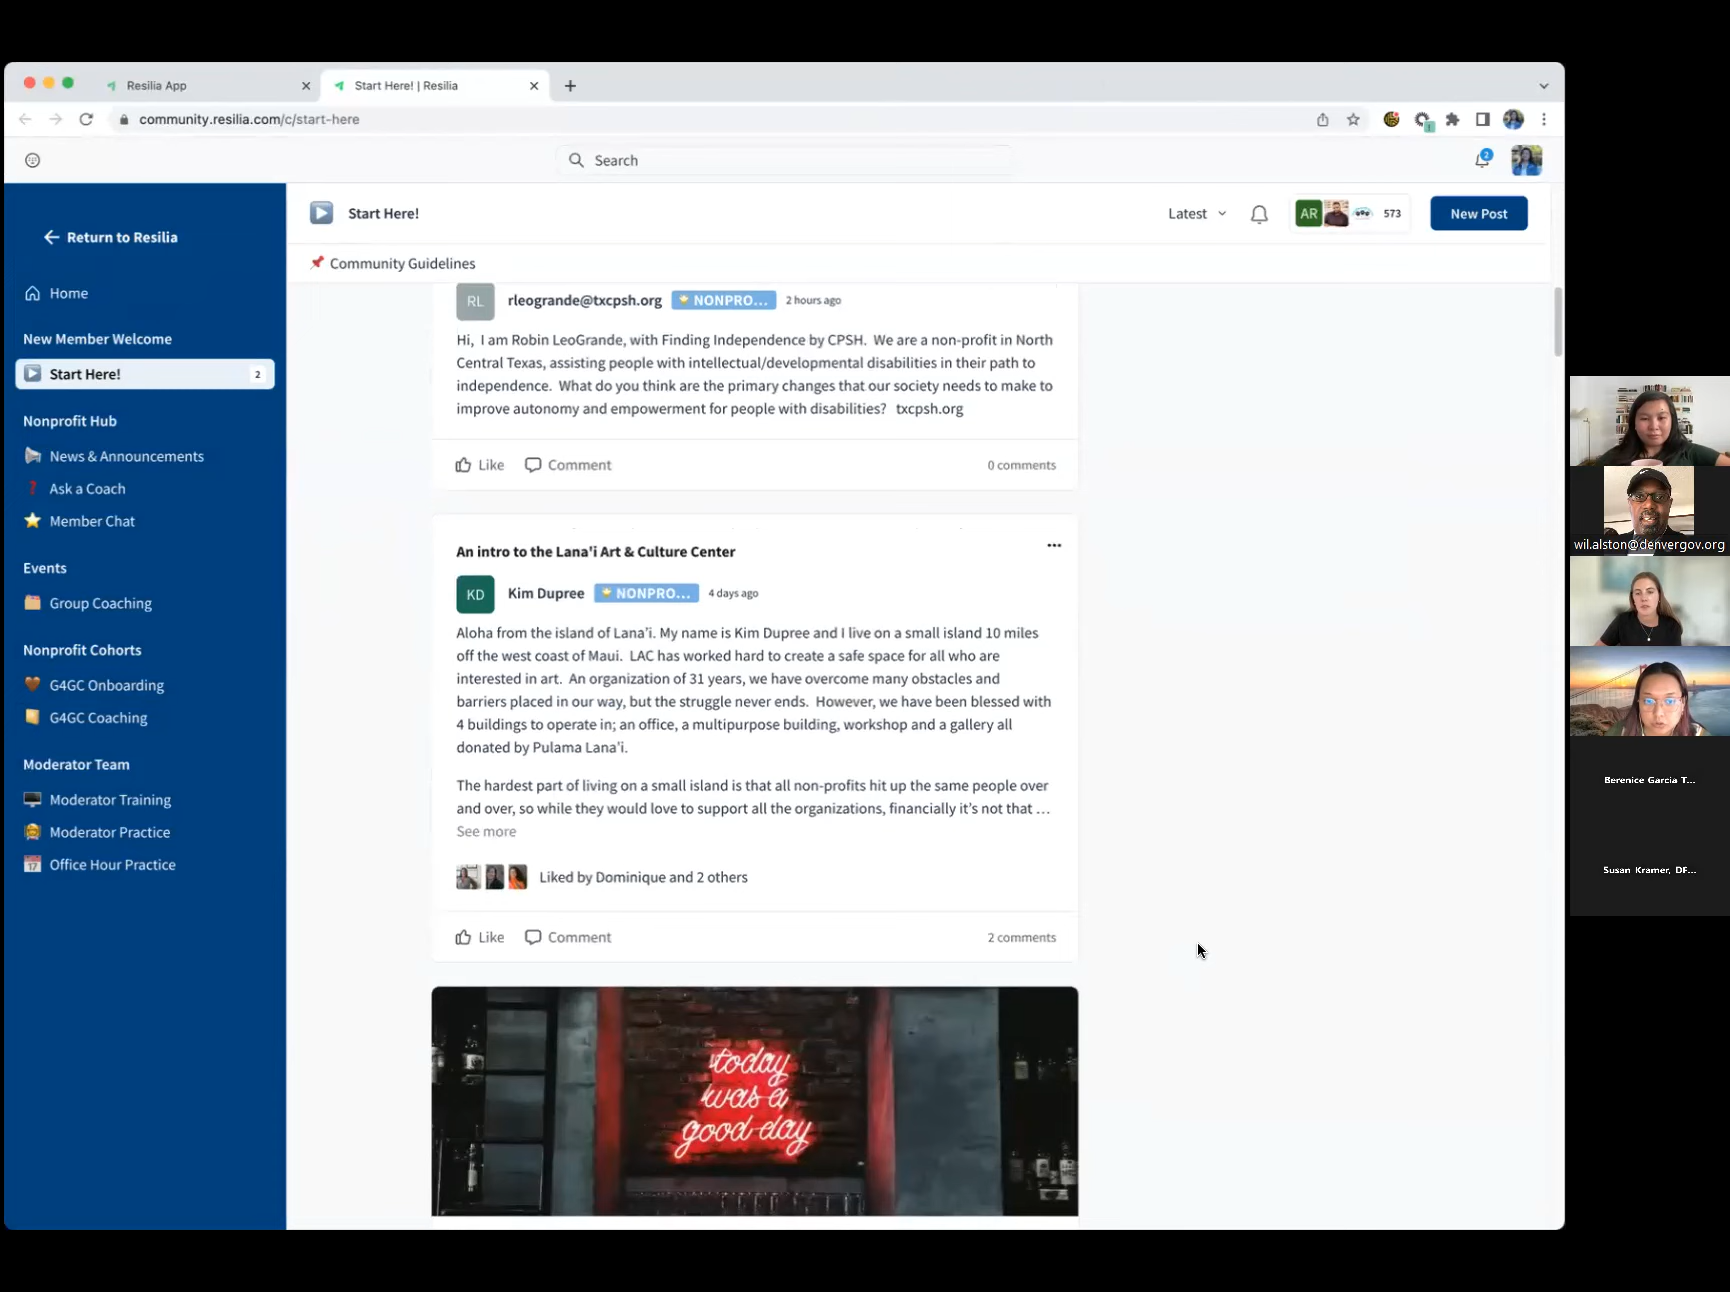 Resilia App
Start Here! | Resilia
community.resilia.com/c/start-here
Search
2
Return to Resilia
Home
New Member Welcome
Start Here!
2
Nonprofit Hub
News & Announcements
Ask a Coach
Member Chat
Events
Group Coaching
Nonprofit Cohorts
G4GC Onboarding
G4GC Coaching
Moderator Team
Moderator Training
Moderator Practice
17
Office Hour Practice
Start Here!
Latest
AR
573
New Post
Community Guidelines
RL
rleogrande@txcpsh.org
NONPRO...
2 hours ago
Hi, I am Robin LeoGrande, with Finding Independence by CPSH. We are a non-profit in North
Central Texas, assisting people with intellectual/developmental disabilities in their path to
independence. What do you think are the primary changes that our society needs to make to
improve autonomy and empowerment for people with disabilities? txcpsh.org
Like
Comment
0 comments
An intro to the Lana'i Art & Culture Center
KD
Kim Dupree
NONPRO...
4 days ago
Aloha from the island of Lana'i. My name is Kim Dupree and I live on a small island 10 miles
off the west coast of Maui. LAC has worked hard to create a safe space for all who are
interested in art. An organization of 31 years, we have overcome many obstacles and
barriers placed in our way, but the struggle never ends. However, we have been blessed with
4 buildings to operate in; an office, a multipurpose building, workshop and a gallery all
donated by Pulama Lana'i.
The hardest part of living on a small island is that all non-profits hit up the same people over
and over, so while they would love to support all the organizations, financially it's not that ...
See more
Liked by Dominique and 2 others
Like
Comment
2 comments
today
was a
good day
wil.alston@denvergov.org
Berenice Garcia T...
Susan Kramer, DF...